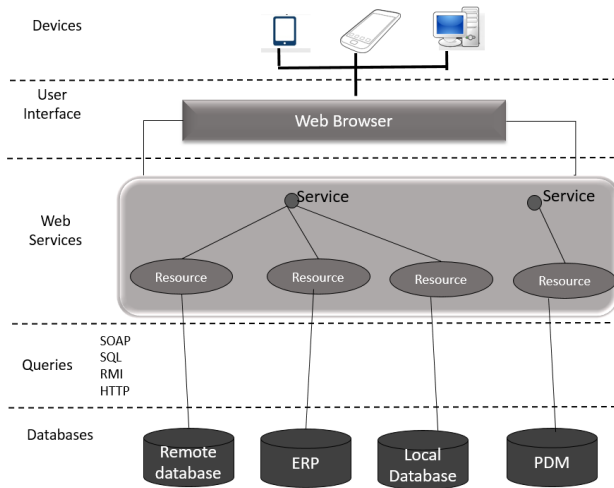 Devices
User
Interface
Web Browser
Service
Service
Web
Services
Resource
Resource
Resource
Resource
SOAP
SQL
RMI
HTTP
Queries
Databases
Remote
database
ERP
Local
Database
PDM